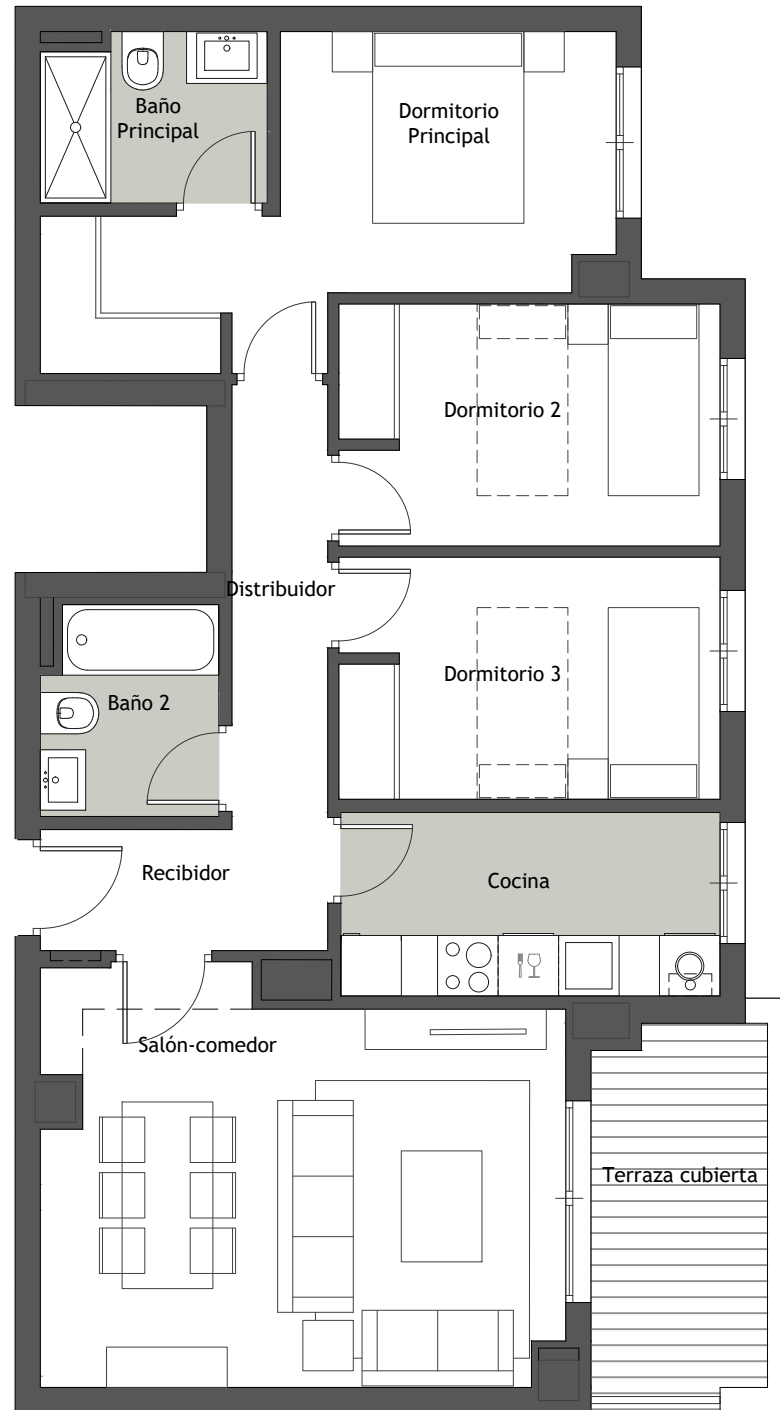 Baño
Principal
Dormitorio
Principal
Dormitorio 2
Distribuidor
Dormitorio 3
Baño 2
Recibidor
Cocina
Salón-comedor
Terraza cubierta